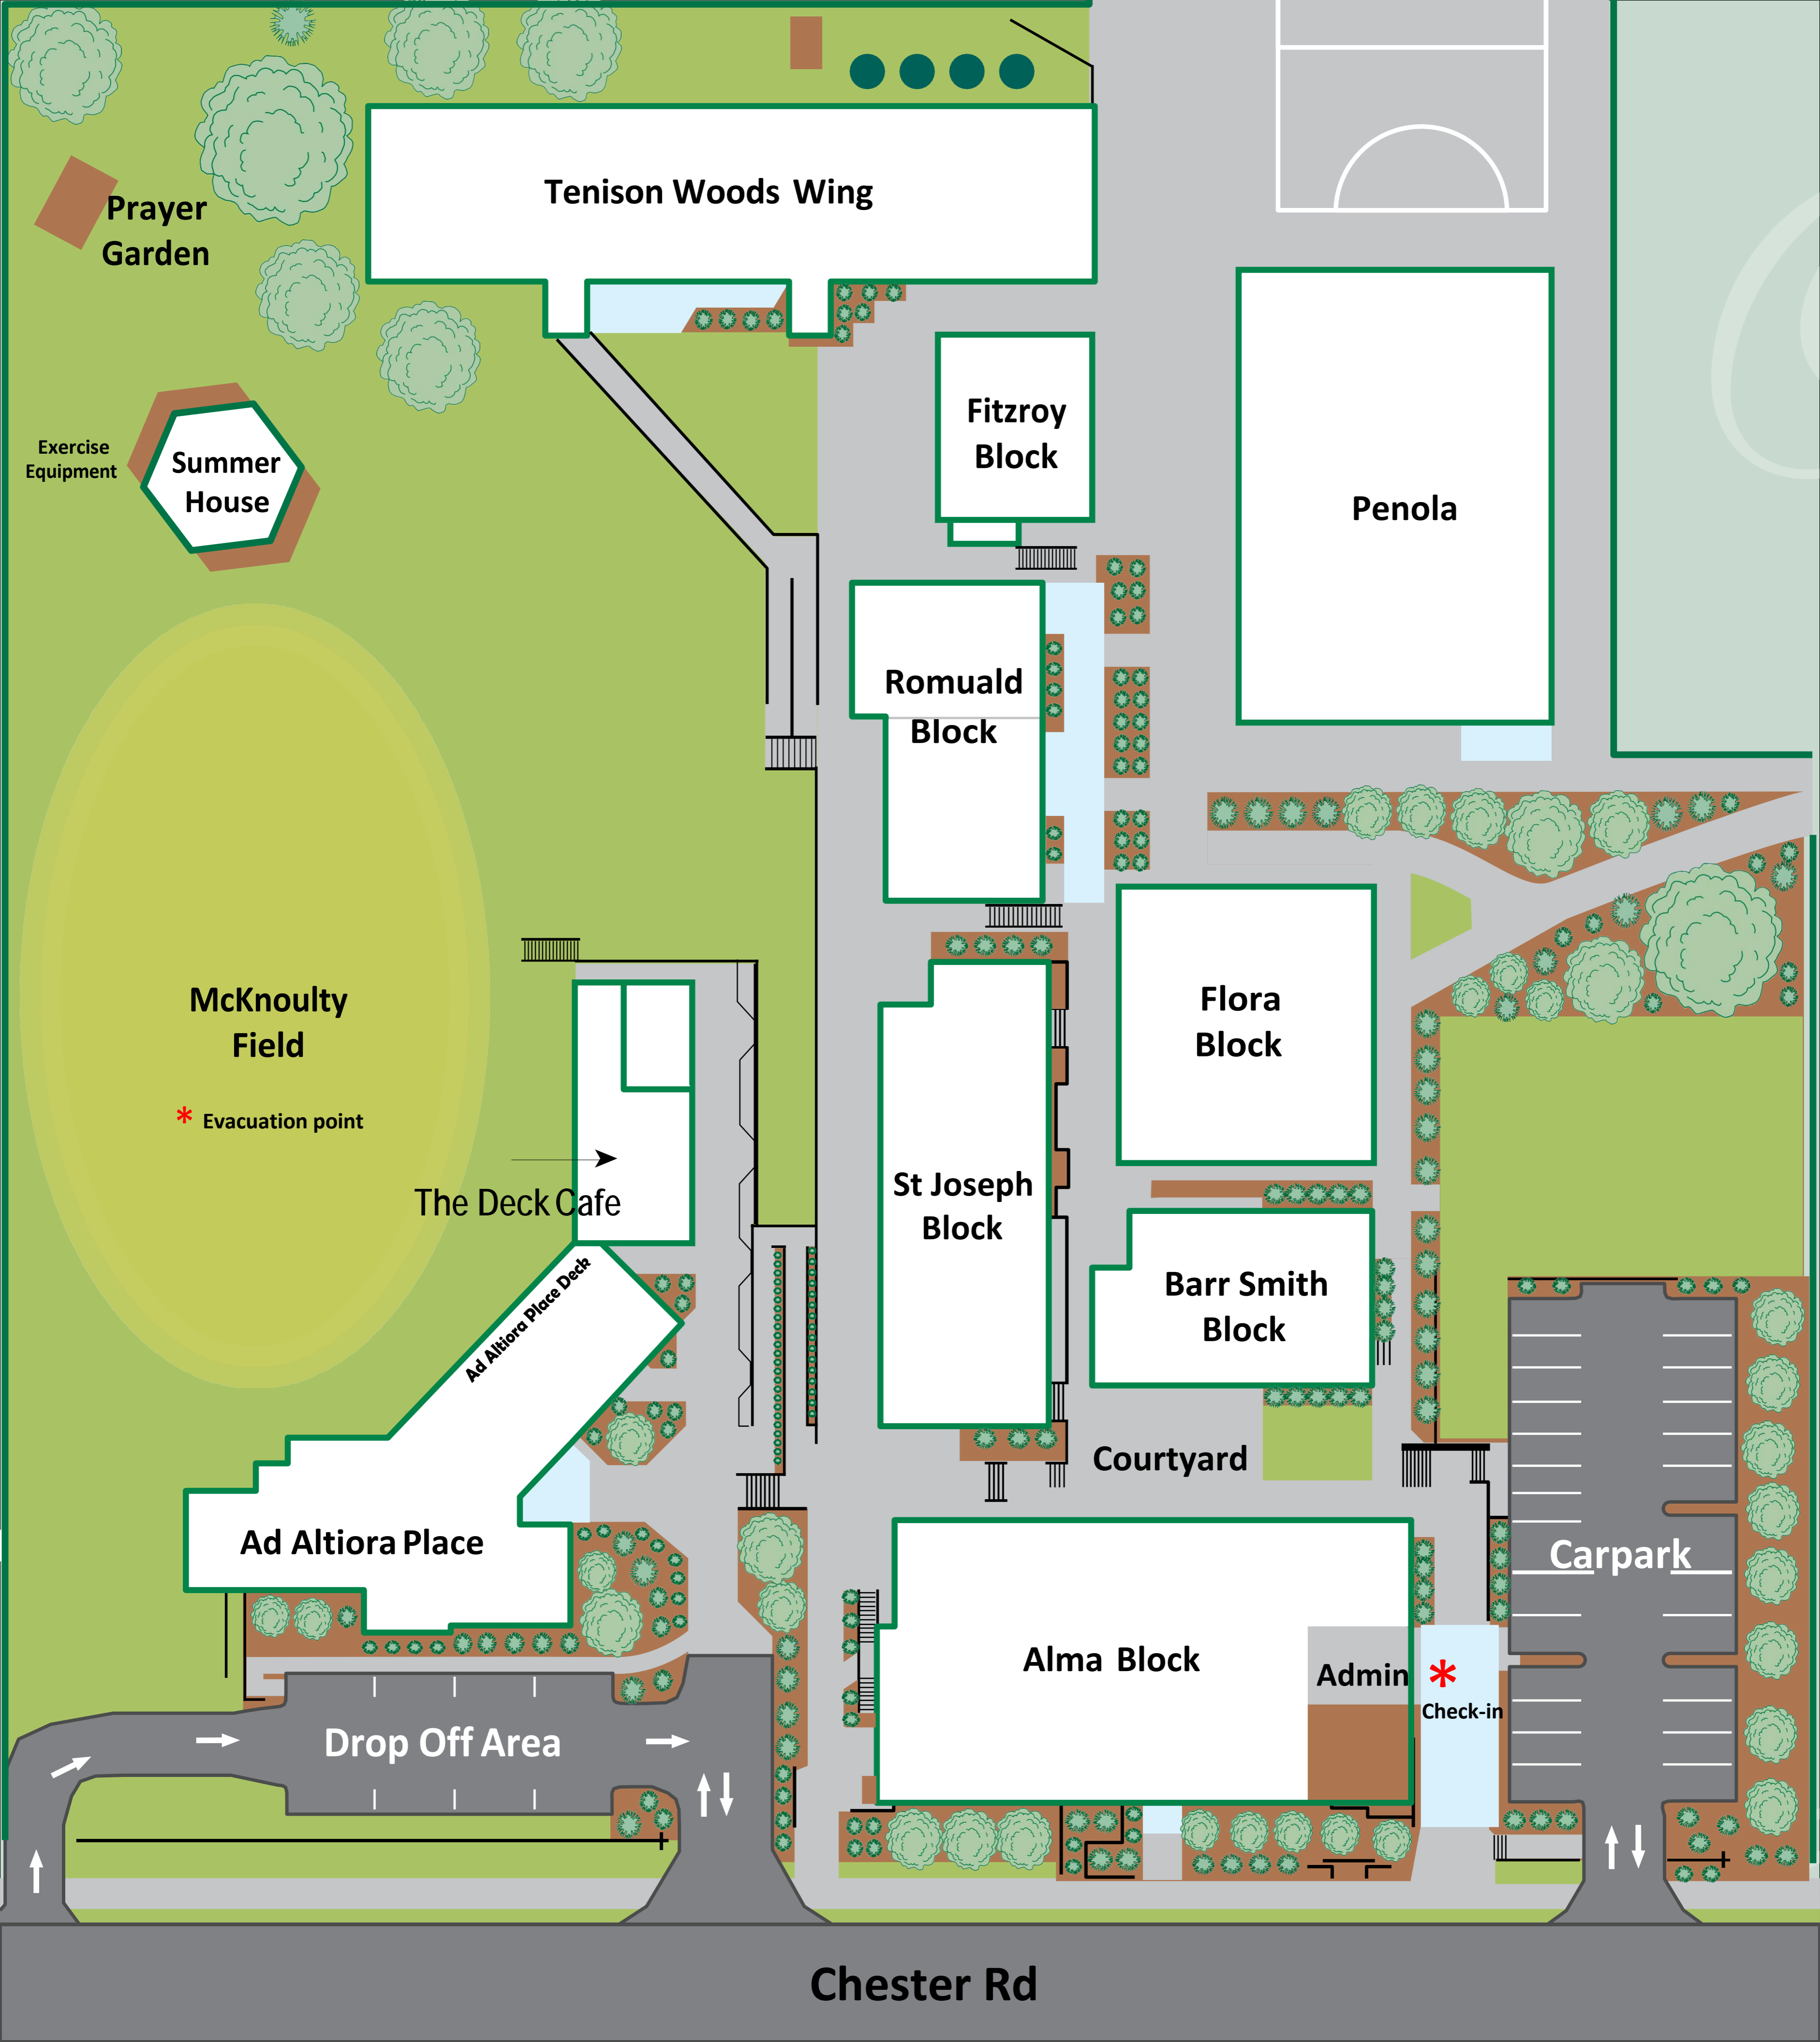 Tenison Woods Wing
Prayer
Garden
Fitzroy
Block
Exercise
Equipment
Summer
House
Penola
Romuald
Block
McKnoulty
Field
* Evacuation point
Flora
Block
The Deck Cafe
St Joseph
Block
Barr Smith
Block
Ad Altiora Place Deck
Courtyard
Ad Altiora Place
Carpark
Alma Block
Admin
*
Check-in
Drop Off Area
Chester Rd